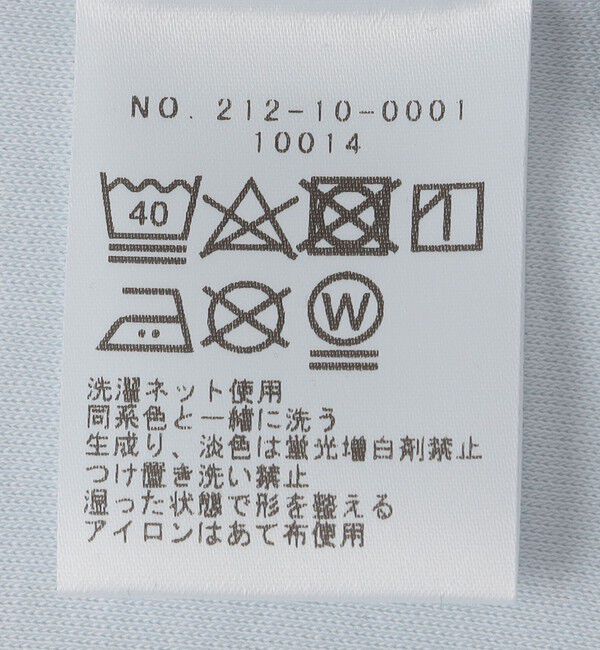 NO. 212-10-0001
10014
40
W
洗濯ネット使用
同系色と一緒に洗う
生成り、淡色は蛍光増白剤禁止
つけ置き洗い禁止
湿った状態で形を整える
アイロンはあて布使用